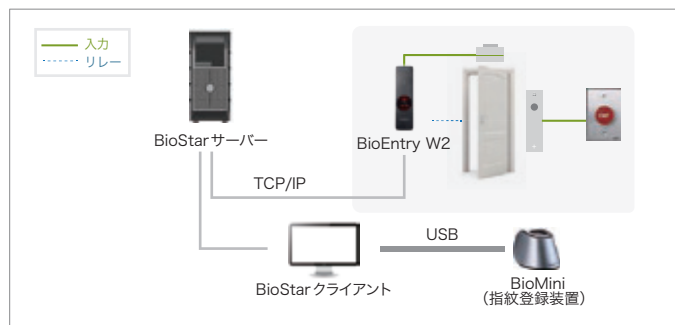 入力
リレー
BioStarサーバー
BioEntry W2
TCP/IP
USB
BioStarクライアント
BioMini
（指紋登録装置）